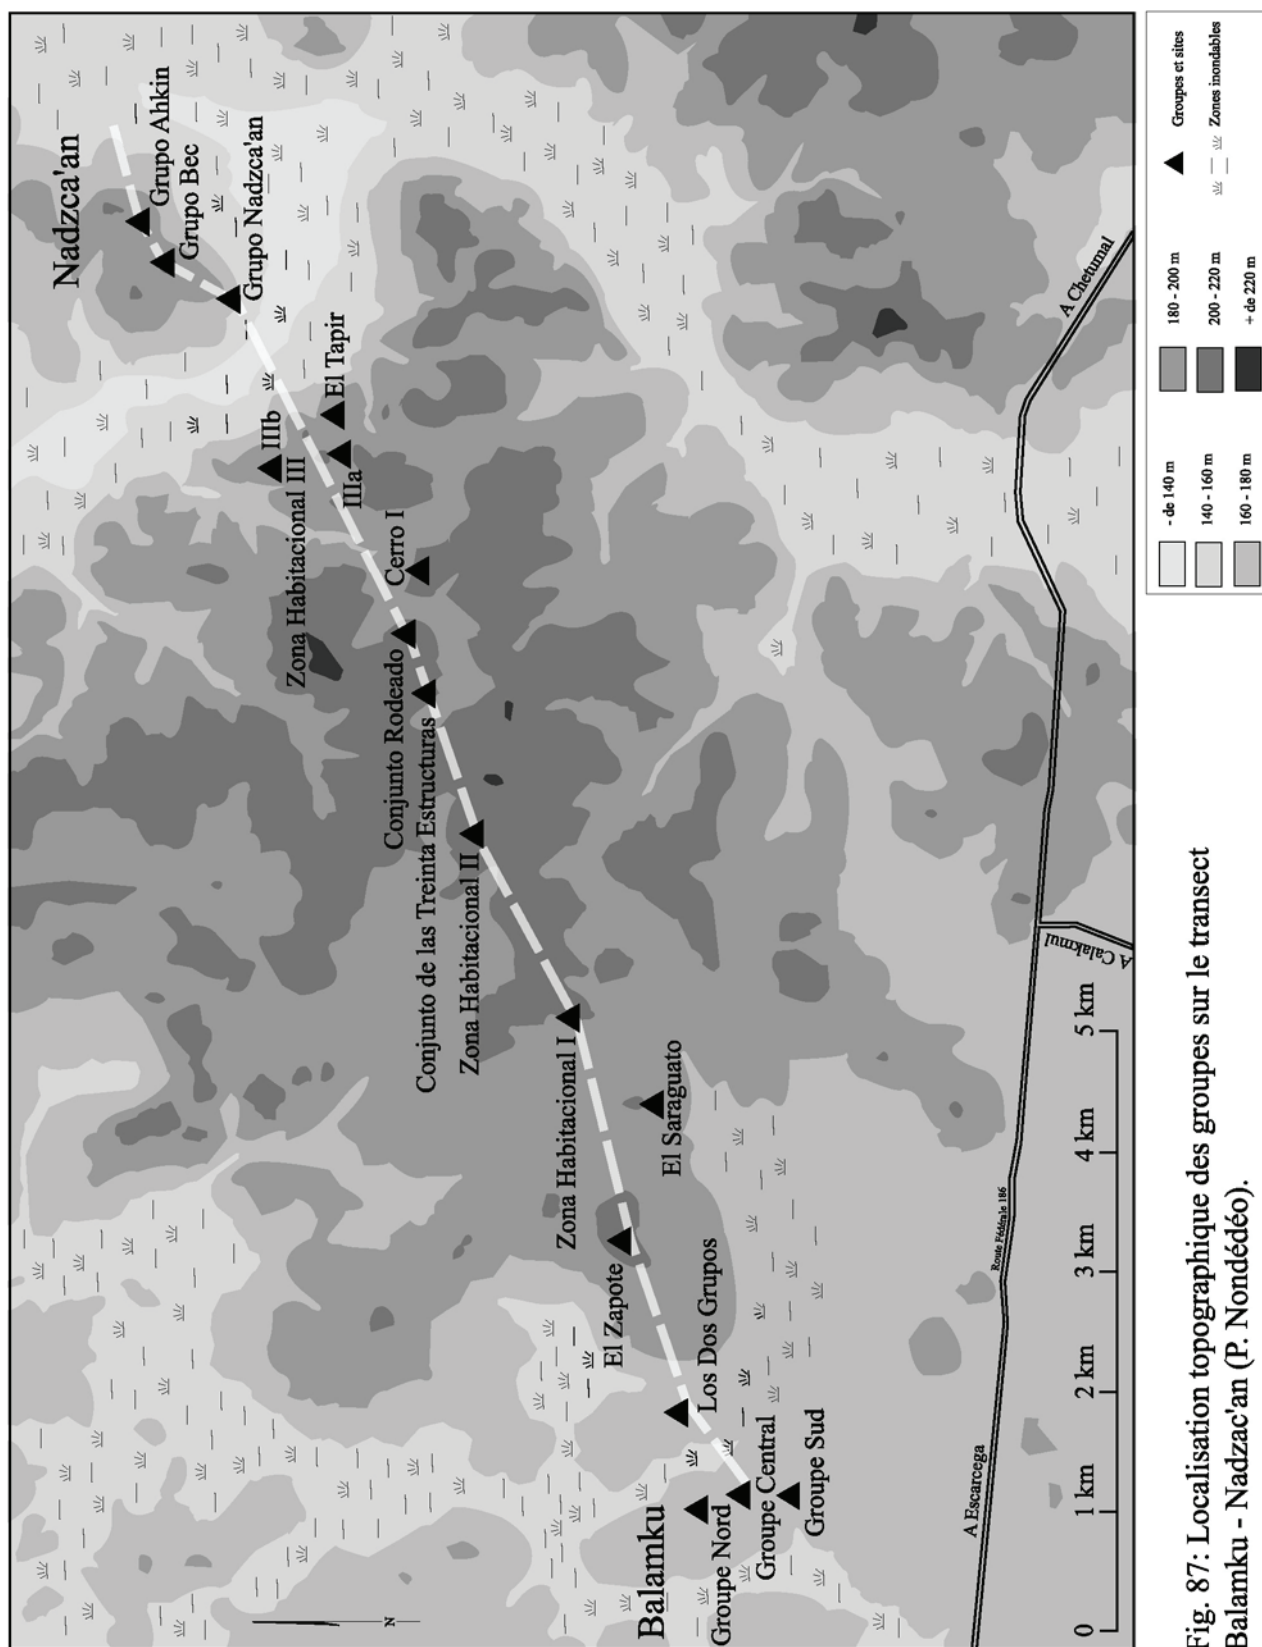 Nadzca'an
Grupo Ahkin
Grupo Bec
Grupo Nadzca'an
El Tapir
IIIb
Zona Habitacional III
IIIa
Cerro I
Conjunto Rodeado
Conjunto de las Treinta Estructuras
Zona Habitacional II
Zona Habitacional I
El Saraguato
El Zapote
Los Dos Grupos
Balamku
Groupe Nord
Groupe Central
Groupe Sud
N
A Escarcega
Route Fédérale 186
A Calakmul
A Chetumal
0 1km 2 km 3 km 4 km 5 km
- de 140 m
140 - 160 m
160 - 180 m
180 - 200 m
200 - 220 m
+ de 220 m
Groupes et sites
Zones inondables
Fig. 87: Localisation topographique des groupes sur le transect
Balamku - Nadzac'an (P. Nondédéo).